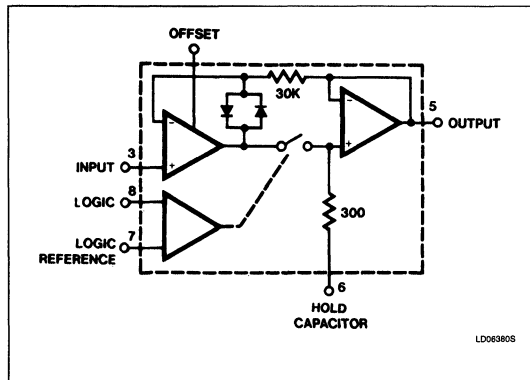 OFFSET
30K
5
OUTPUT
−
+
−
+
3
INPUT
8
LOGIC
300
7
LOGIC
REFERENCE
6
HOLD
CAPACITOR
LD06380S